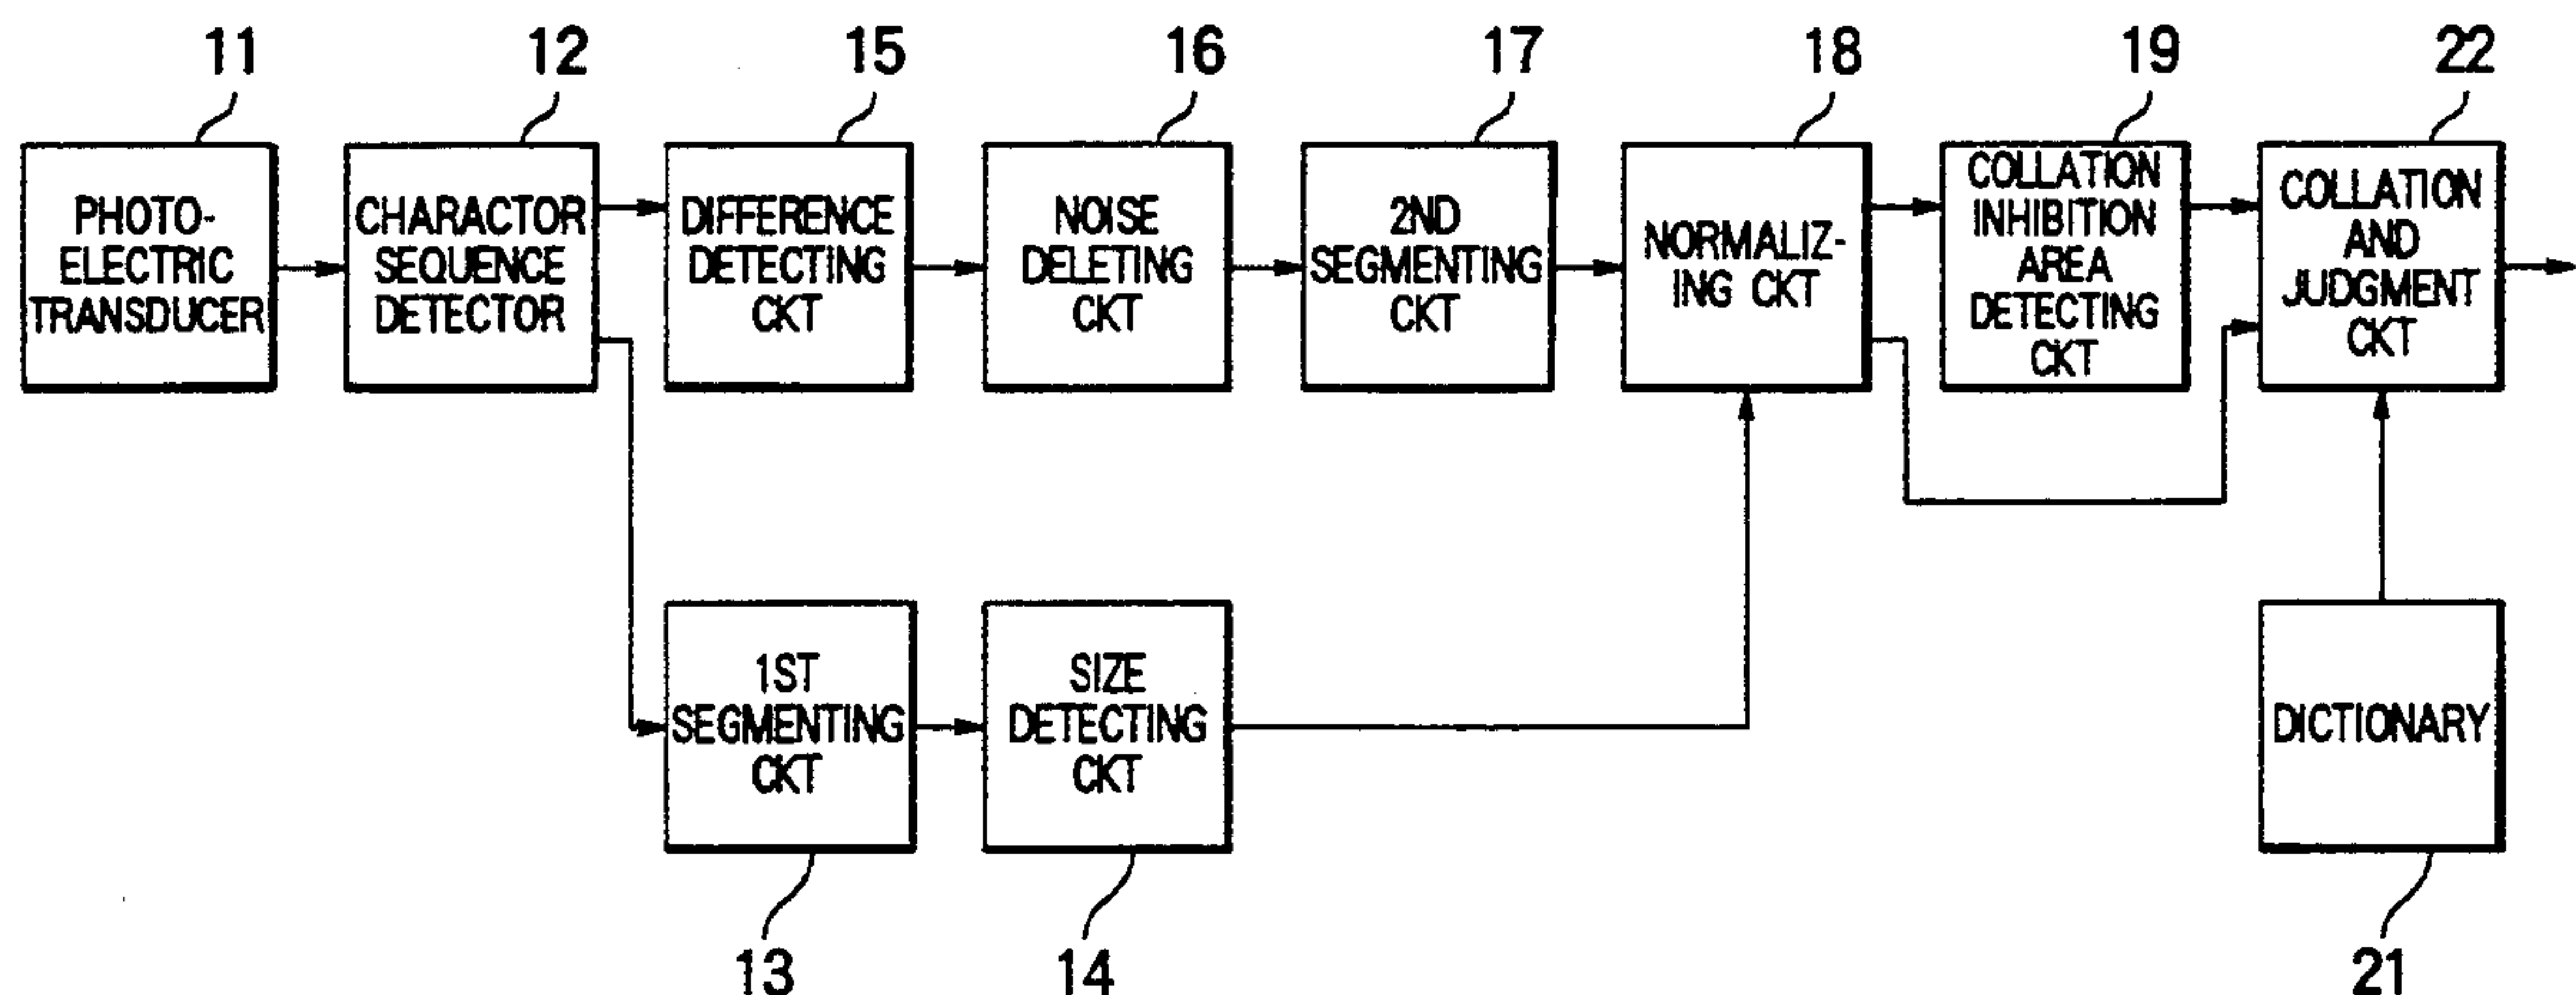 11
12
15
16
17
18
19
22
PHOTO-
ELECTRIC
TRANSDUCER
CHARACTOR
SEQUENCE
DETECTOR
DIFFERENCE
DETECTING
CKT
NOISE
DELETING
CKT
2ND
SEGMENTING
CKT
NORMALIZ-
ING CKT
COLLATION
INHIBITION
AREA
DETECTING
CKT
COLLATION
AND
JUDGMENT
CKT
1ST
SEGMENTING
CKT
SIZE
DETECTING
CKT
DICTIONARY
13
14
21